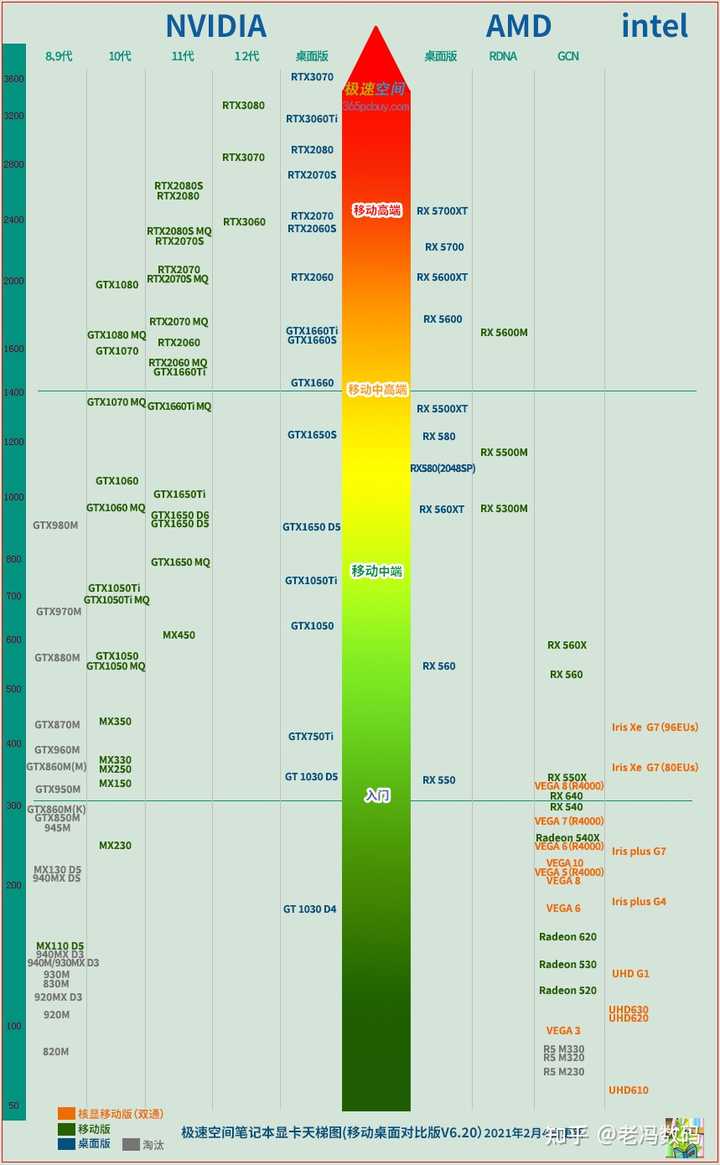 NVIDIA
AMD
intel
8,9代
10代
11代
12代
桌面版
桌面版
RDNA
GCN
3600
RTX3070
极速空间
365pcbuy.com
RTX3080
3200
RTX3060Ti
RTX2080
2800
RTX3070
RTX2070S
RTX2080S
RTX2080
移动高端
RX 5700XT
2400
RTX3060
RTX2070
RTX2080S MQ
RTX2060S
RTX2070S
RX 5700
RTX2070
RTX2070S MQ
RTX2060
RX 5600XT
2000
GTX1080
RTX2070 MQ
RX 5600
GTX1080 MQ
GTX1660Ti
RX 5600M
RTX2060
GTX1660S
1600
GTX1070
RTX2060 MQ
GTX1660Ti
GTX1660
移动中高端
1400
GTX1070 MQ
GTX1660Ti MQ
RX 5500XT
1200
GTX1650S
RX 580
RX 5500M
RX580(2048SP)
GTX1060
1000
GTX1650Ti
GTX1060 MQ
RX 560XT
RX 5300M
GTX1650 D6
GTX980M
GTX1650 D5
GTX1650 D5
800
GTX1650 MQ
移动中端
GTX1050Ti
GTX1050Ti
700
GTX1050Ti MQ
GTX970M
GTX1050
600
MX450
RX 560X
GTX880M
GTX1050
GTX1050 MQ
RX 560
RX 560
500
GTX870M
MX350
Iris Xe G7(96EUs)
400
GTX750Ti
GTX960M
MX330
GTX860M(M)
MX250
Iris Xe G7(80EUs)
MX150
GT 1030 D5
RX 550
RX 550X
GTX950M
VEGA 8(R4000)
入门
RX 640
300
GTX860M(K)
RX 540
GTX850M
VEGA 7(R4000)
945M
Radeon 540X
MX230
VEGA 6(R4000)
Iris plus G7
VEGA 10
MX130 D5
VEGA 5(R4000)
940MX D5
VEGA 8
200
Iris plus G4
GT 1030 D4
VEGA 6
Radeon 620
MX110 D5
940MX D3
940M/930MX D3
Radeon 530
930M
UHD G1
830M
Radeon 520
920MX D3
UHD630
920M
UHD620
100
VEGA 3
820M
R5 M330
R5 M320
R5 M230
UHD610
50
核显移动版(双通)
移动版
桌面版
淘汰
极速空间笔记本显卡天梯图(移动桌面对比版V6.20)
2021年2月4日更新
知乎 @老冯数码